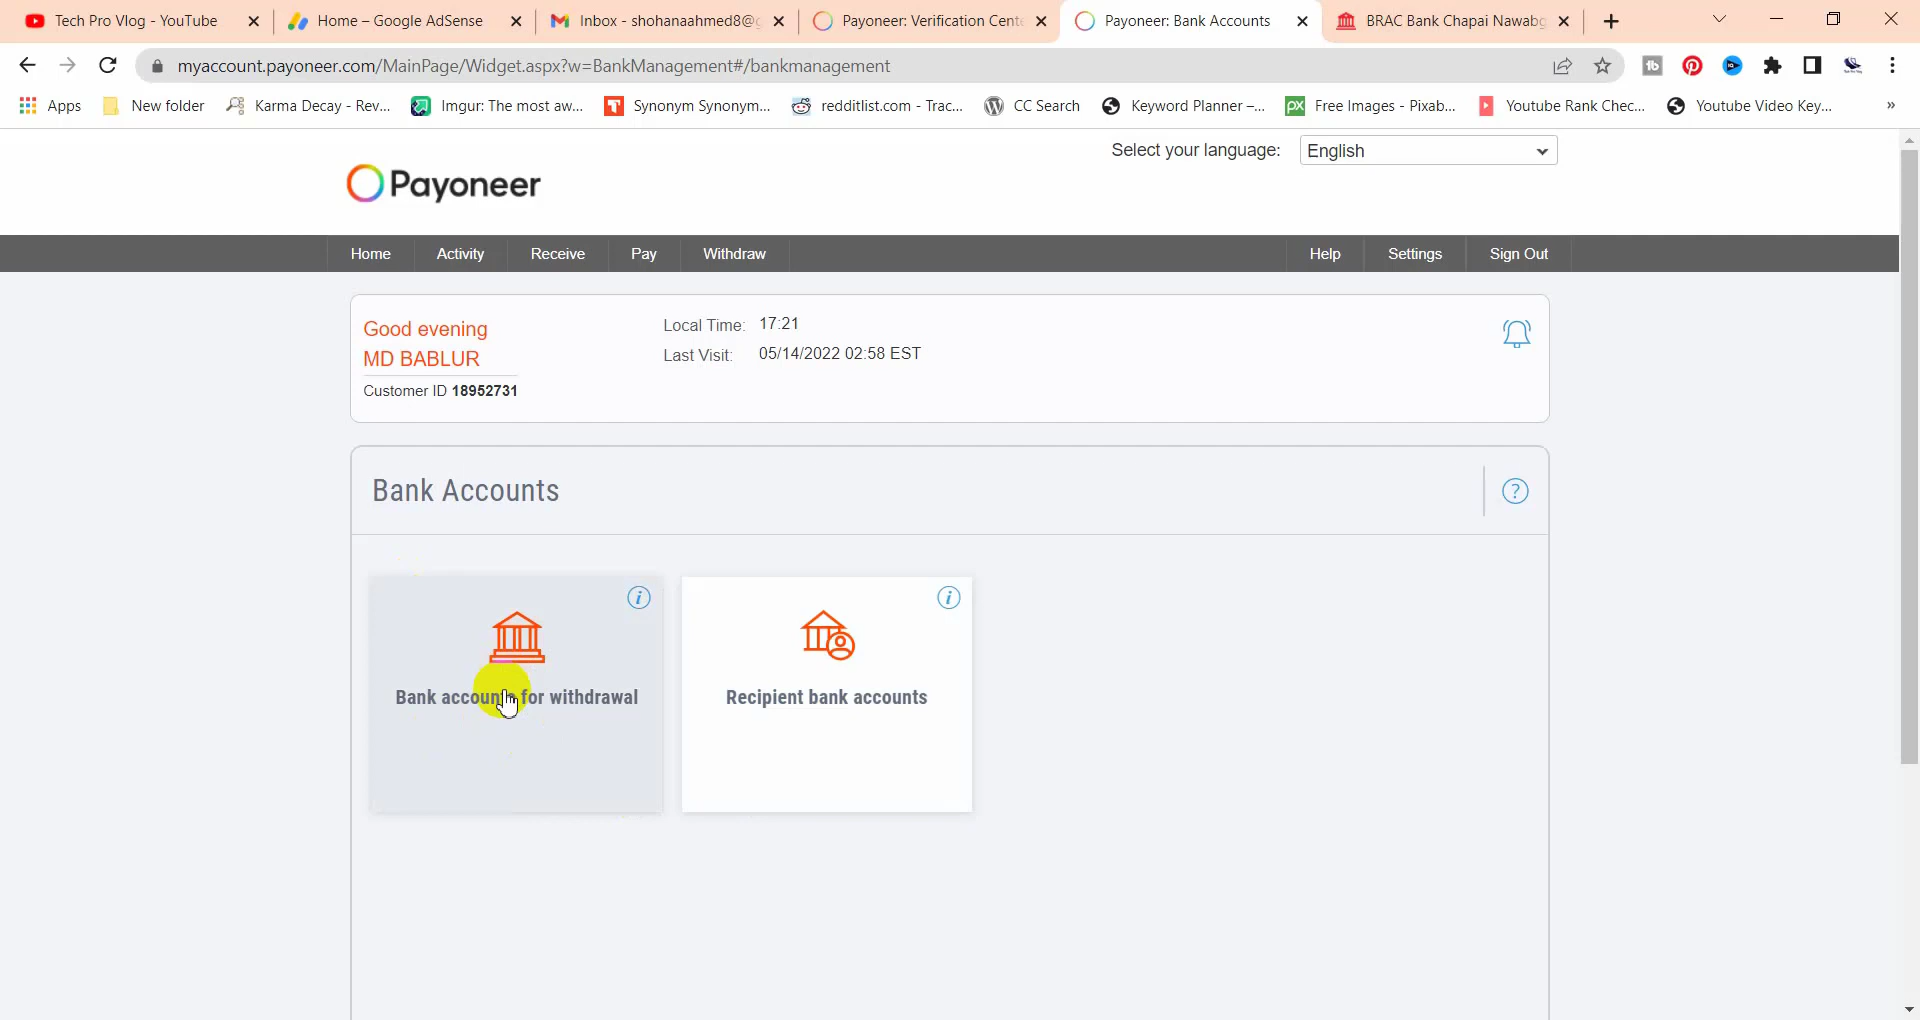 Tech Pro Vlog - YouTube
Home – Google AdSense
Inbox - shohanaahmed8@g
Payoneer: Verification Cente
Payoneer: Bank Accounts
BRAC Bank Chapai Nawabg
myaccount.payoneer.com/MainPage/Widget.aspx?w=BankManagement#/bankmanagement
Apps
New folder
Karma Decay - Rev...
Imgur: The most aw...
Synonym Synonym...
redditlist.com - Trac...
CC Search
Keyword Planner –...
Free Images - Pixab...
Youtube Rank Chec...
Youtube Video Key...
»
Select your language:
English
Payoneer
Home
Activity
Receive
Pay
Withdraw
Help
Settings
Sign Out
Good evening
MD BABLUR
Customer ID 18952731
Local Time: 17:21
Last Visit: 05/14/2022 02:58 EST
Bank Accounts
Bank accounts for withdrawal
Recipient bank accounts